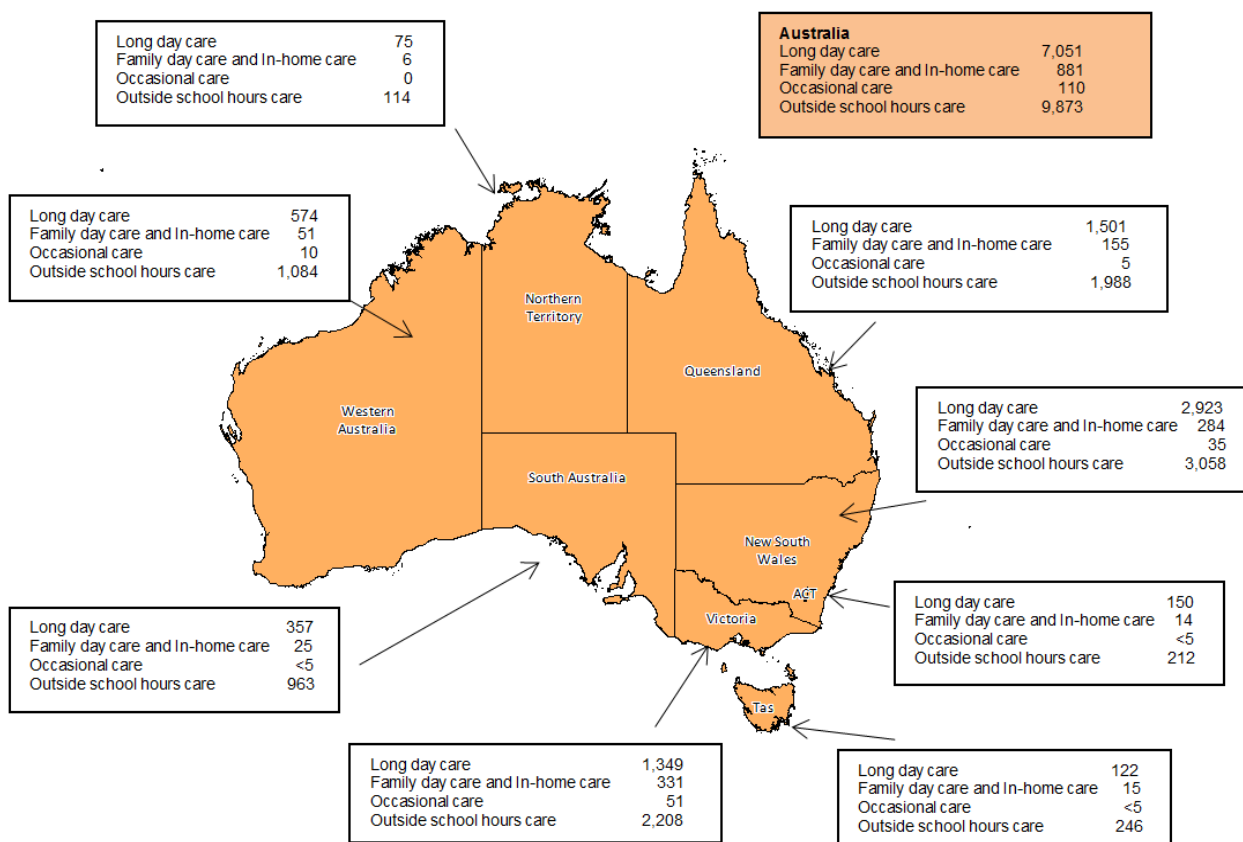 Long day care 75
Family day care and In-home care 6
Occasional care 0
Outside school hours care 114
Australia
Long day care 7,051
Family day care and In-home care 881
Occasional care 110
Outside school hours care 9,873
Long day care 574
Family day care and In-home care 51
Occasional care 10
Outside school hours care 1,084
Long day care 1,501
Family day care and In-home care 155
Occasional care 5
Outside school hours care 1,988
Northern
Territory
Queensland
Western
Australia
South Australia
New South
Wales
ACT
Victoria
Tas
Long day care 2,923
Family day care and In-home care 284
Occasional care 35
Outside school hours care 3,058
Long day care 150
Family day care and In-home care 14
Occasional care <5
Outside school hours care 212
Long day care 357
Family day care and In-home care 25
Occasional care <5
Outside school hours care 963
Long day care 1,349
Family day care and In-home care 331
Occasional care 51
Outside school hours care 2,208
Long day care 122
Family day care and In-home care 15
Occasional care <5
Outside school hours care 246